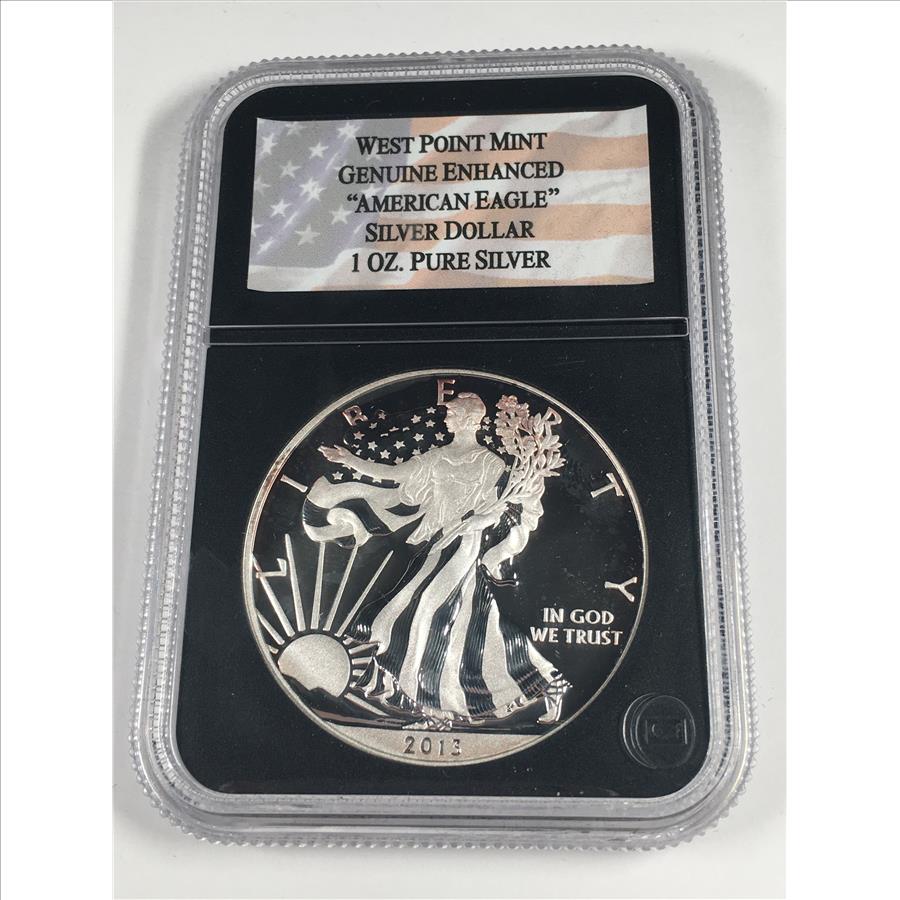 WEST POINT MINT
GENUINE ENHANCED
“AMERICAN EAGLE”
SILVER DOLLAR
1 OZ. PURE SILVER
LIBERTY
IN GOD
WE TRUST
2013